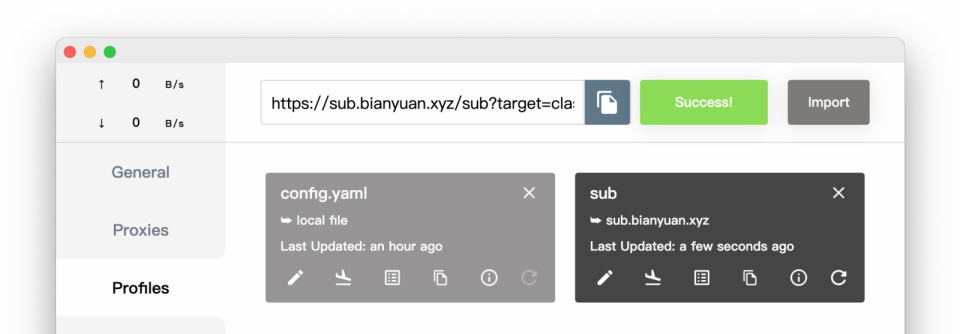 ↑ 0 B/s
https://sub.bianyuan.xyz/sub?target=clas
Success!
Import
↓ 0 B/s
General
Proxies
Profiles
config.yaml
local file
Last Updated: an hour ago
sub
sub.bianyuan.xyz
Last Updated: a few seconds ago